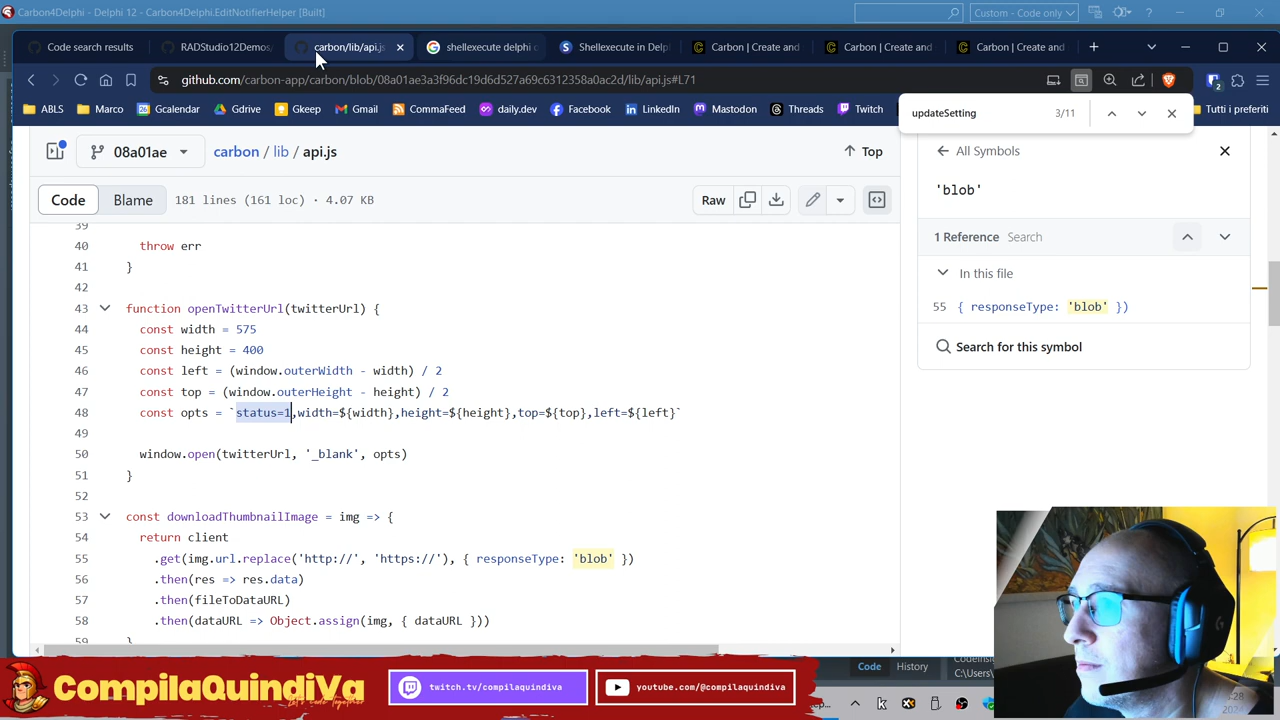 Carbon4Delphi - Delphi 12 - Carbon4Delphi.EditNotifierHelper [Built]
Custom - Code only
Code search results
RADStudio12Demos/
carbon/lib/api.js
shellexecute delphi c
Shellexecute in Delp
Carbon | Create and
Carbon | Create and
Carbon | Create and
github.com/carbon-app/carbon/blob/08a01ae3a3f96dc19d6d527a69c6312358a0ac2d/lib/api.js#L71
ABLS
Marco
Gcalendar
Gdrive
Gkeep
Gmail
CommaFeed
daily.dev
Facebook
LinkedIn
Mastodon
Threads
Twitch
Tutti i preferiti
updateSetting
3/11
08a01ae
carbon / lib / api.js
Top
Code
Blame
181 lines (161 loc) · 4.07 KB
Raw
39
40 throw err
41 }
42
43 function openTwitterUrl(twitterUrl) {
44 const width = 575
45 const height = 400
46 const left = (window.outerWidth - width) / 2
47 const top = (window.outerHeight - height) / 2
48 const opts = `status=1,width=${width},height=${height},top=${top},left=${left}`
49
50 window.open(twitterUrl, '_blank', opts)
51 }
52
53 const downloadThumbnailImage = img => {
54 return client
55 .get(img.url.replace('http://', 'https://'), { responseType: 'blob' })
56 .then(res => res.data)
57 .then(fileToDataURL)
58 .then(dataURL => Object.assign(img, { dataURL }))
59 }
All Symbols
'blob'
1 Reference Search
In this file
55 { responseType: 'blob' })
Search for this symbol
Code
History
C:\Users\
CompilaQuindiVa
Let's Code Together
twitch.tv/compilaquindiva
youtube.com/@compilaquindiva